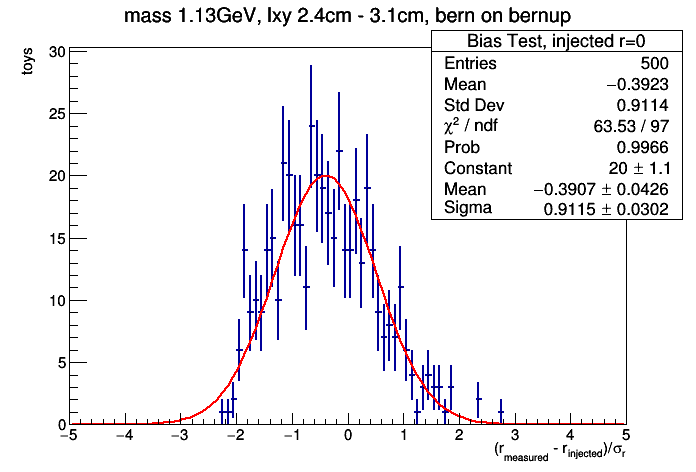 mass 1.13GeV, lxy 2.4cm - 3.1cm, bern on bernup
Bias Test, injected r=0
Entries 500
Mean −0.3923
Std Dev 0.9114
χ² / ndf 63.53 / 97
Prob 0.9966
Constant 20 ± 1.1
Mean −0.3907 ± 0.0426
Sigma 0.9115 ± 0.0302
toys
30
25
20
15
10
5
0
−5 −4 −3 −2 −1 0 1 2 3 4 5
(r_measured - r_injected)/σ_r